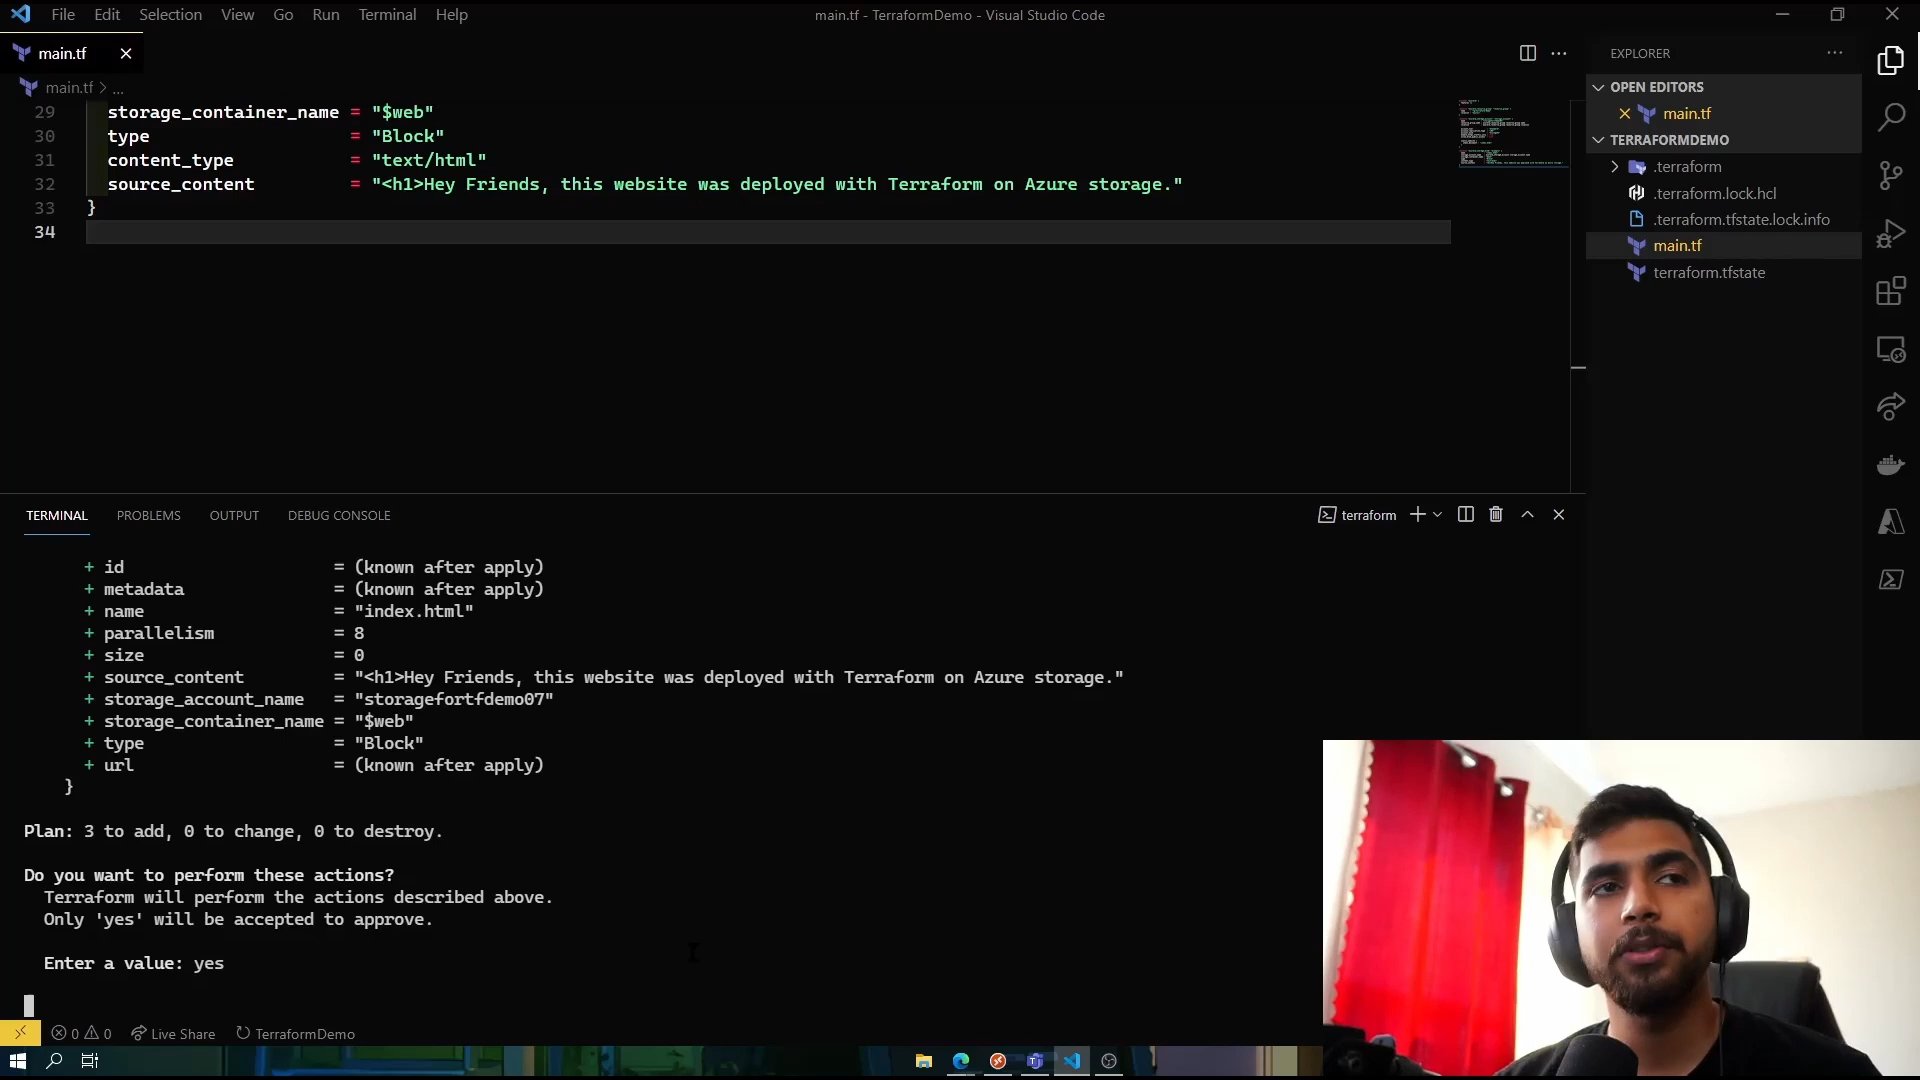 File Edit Selection View Go Run Terminal Help
main.tf - TerraformDemo - Visual Studio Code
main.tf
main.tf > ...
29 storage_container_name = "$web"
30 type = "Block"
31 content_type = "text/html"
32 source_content = "<h1>Hey Friends, this website was deployed with Terraform on Azure storage."
33 }
34
EXPLORER
OPEN EDITORS
main.tf
TERRAFORMDEMO
.terraform
.terraform.lock.hcl
.terraform.tfstate.lock.info
main.tf
terraform.tfstate
TERMINAL PROBLEMS OUTPUT DEBUG CONSOLE
terraform
+ id = (known after apply)
+ metadata = (known after apply)
+ name = "index.html"
+ parallelism = 8
+ size = 0
+ source_content = "<h1>Hey Friends, this website was deployed with Terraform on Azure storage."
+ storage_account_name = "storagefortfdemo07"
+ storage_container_name = "$web"
+ type = "Block"
+ url = (known after apply)
}
Plan: 3 to add, 0 to change, 0 to destroy.
Do you want to perform these actions?
Terraform will perform the actions described above.
Only 'yes' will be accepted to approve.
Enter a value: yes
0 0 Live Share TerraformDemo